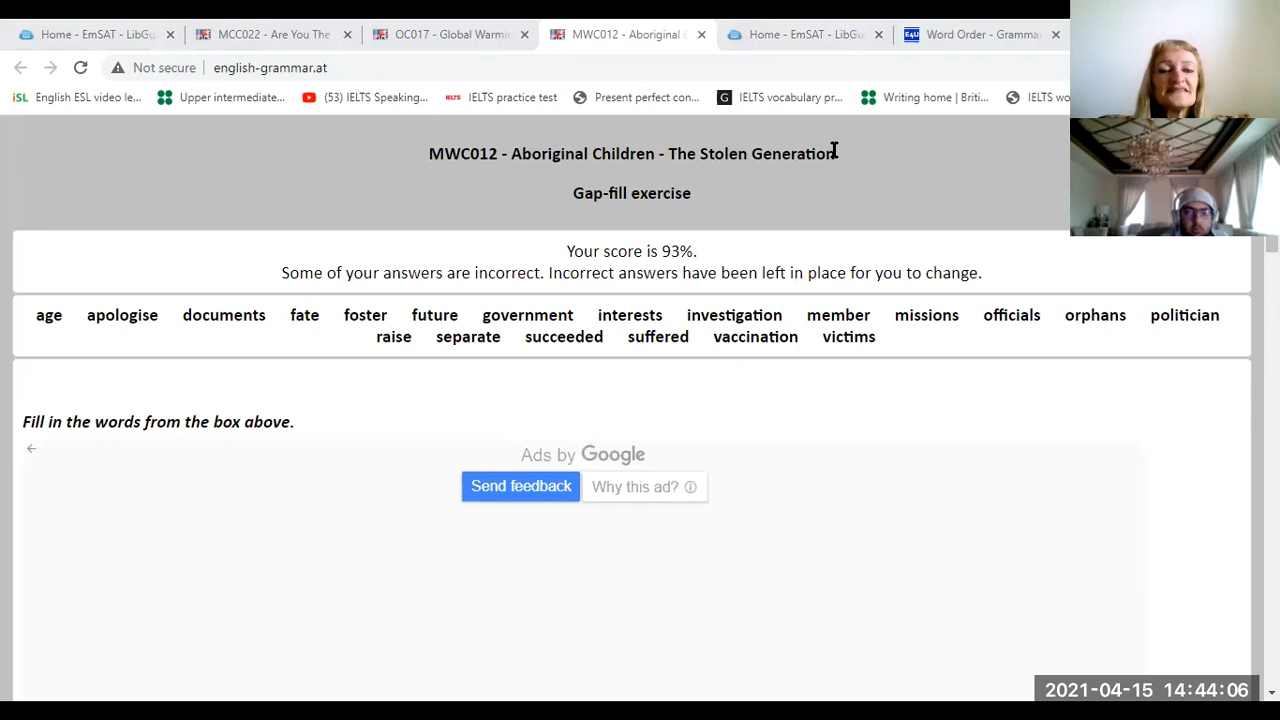 Home - EmSAT - LibGu
MCC022 - Are You The
OC017 - Global Warmin
MWC012 - Aboriginal C
Home - EmSAT - LibGu
E4U Word Order - Gramma
Not secure english-grammar.at
iSL English ESL video le...
Upper intermediate...
(53) IELTS Speaking...
IELTS IELTS practice test
Present perfect con...
G IELTS vocabulary pr...
Writing home | Briti...
IELTS wo
MWC012 - Aboriginal Children - The Stolen Generation
Gap-fill exercise
Your score is 93%.
Some of your answers are incorrect. Incorrect answers have been left in place for you to change.
age apologise documents fate foster future government interests investigation member missions officials orphans politician
raise separate succeeded suffered vaccination victims
Fill in the words from the box above.
Ads by Google
Send feedback Why this ad?
2021-04-15 14:44:06